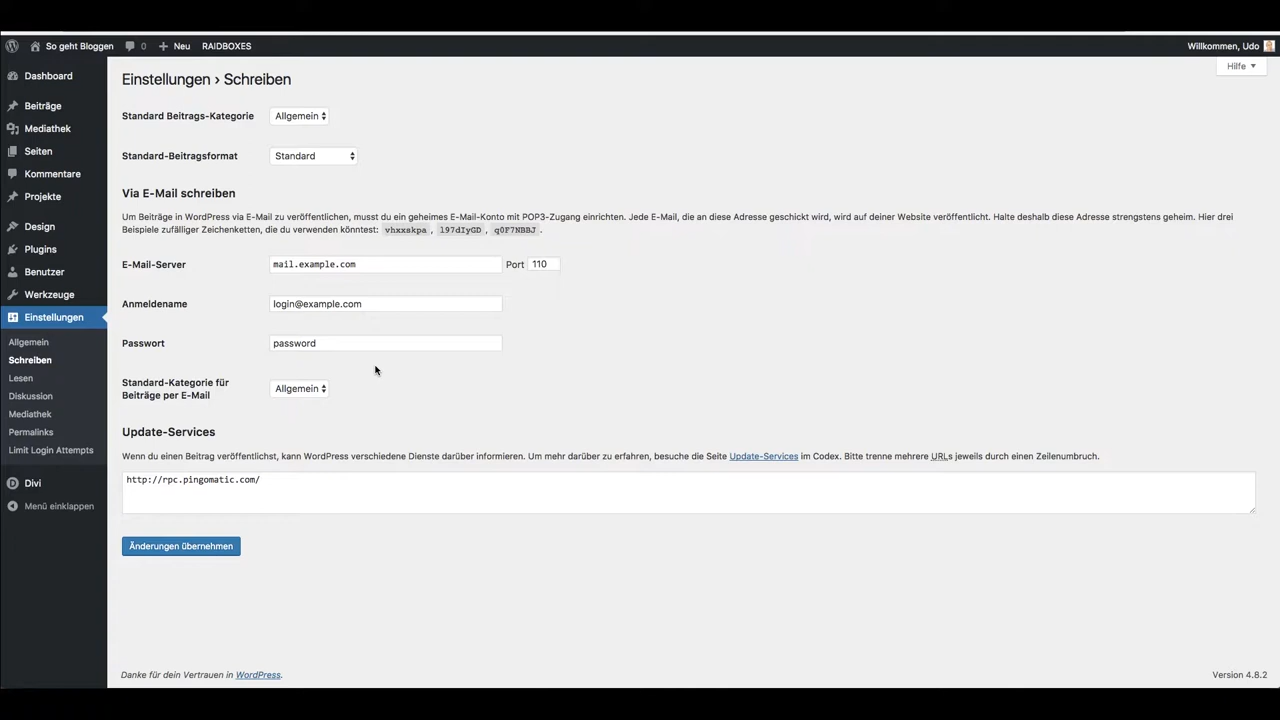 So geht Bloggen 0 Neu RAIDBOXES Willkommen, Udo
Hilfe
Dashboard
Beiträge
Mediathek
Seiten
Kommentare
Projekte
Design
Plugins
Benutzer
Werkzeuge
Einstellungen
Allgemein
Schreiben
Lesen
Diskussion
Mediathek
Permalinks
Limit Login Attempts
Divi
Menü einklappen
Einstellungen › Schreiben
Standard Beitrags-Kategorie Allgemein
Standard-Beitragsformat Standard
Via E-Mail schreiben
Um Beiträge in WordPress via E-Mail zu veröffentlichen, musst du ein geheimes E-Mail-Konto mit POP3-Zugang einrichten. Jede E-Mail, die an diese Adresse geschickt wird, wird auf deiner Website veröffentlicht. Halte deshalb diese Adresse strengstens geheim. Hier drei
Beispiele zufälliger Zeichenketten, die du verwenden könntest: vhxxskpa , l97dIyGD , q0F7NBBJ .
E-Mail-Server mail.example.com Port 110
Anmeldename login@example.com
Passwort password
Standard-Kategorie für
Beiträge per E-Mail Allgemein
Update-Services
Wenn du einen Beitrag veröffentlichst, kann WordPress verschiedene Dienste darüber informieren. Um mehr darüber zu erfahren, besuche die Seite Update-Services im Codex. Bitte trenne mehrere URLs jeweils durch einen Zeilenumbruch.
http://rpc.pingomatic.com/
Änderungen übernehmen
Danke für dein Vertrauen in WordPress. Version 4.8.2